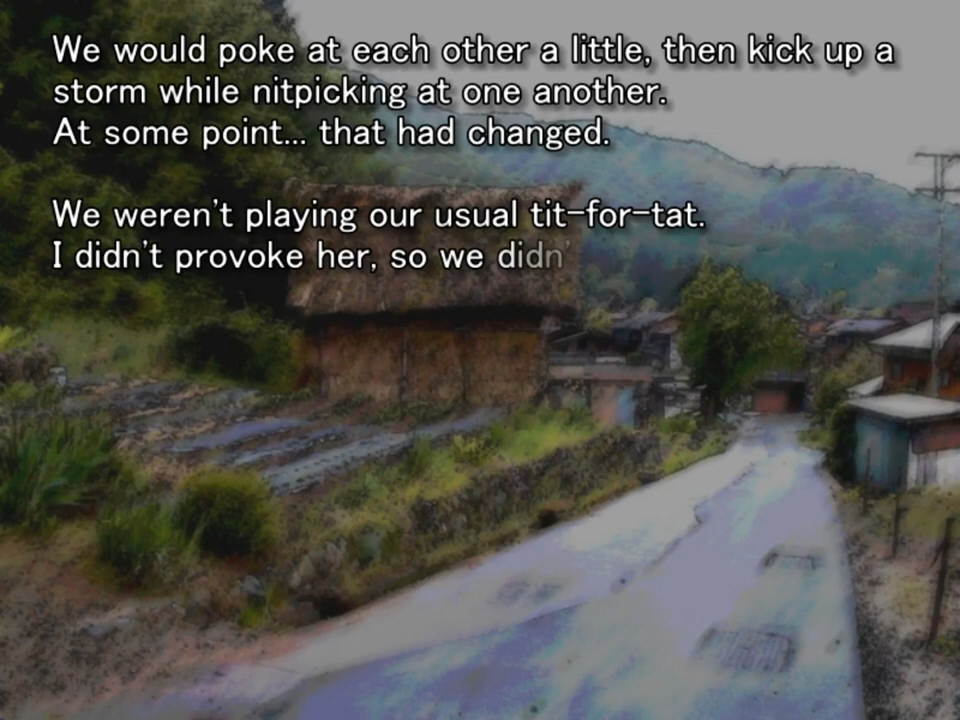 We would poke at each other a little, then kick up a
storm while nitpicking at one another.
At some point... that had changed.
We weren't playing our usual tit-for-tat.
I didn't provoke her, so we didn'